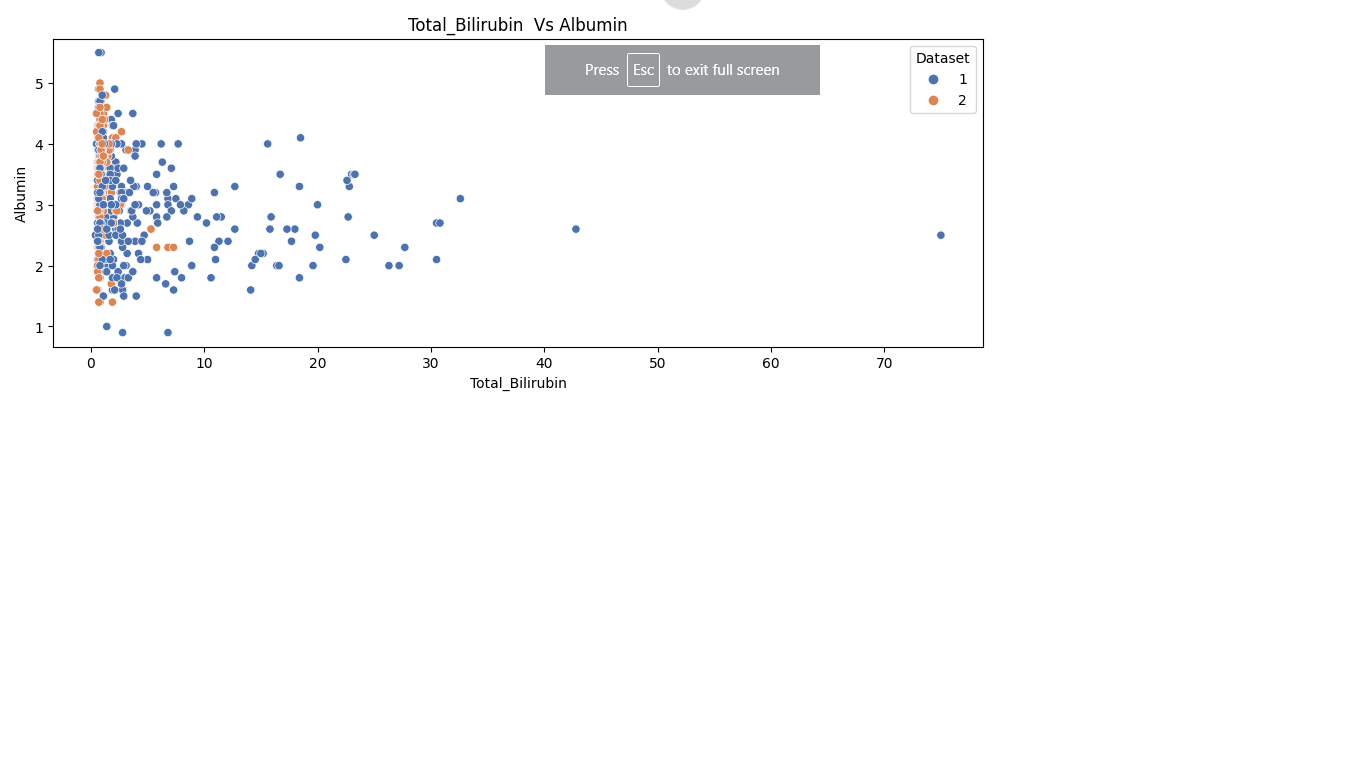 Total_Bilirubin  Vs Albumin
Press Esc to exit full screen
Dataset
1
2
5
4
3
2
1
Albumin
0 10 20 30 40 50 60 70
Total_Bilirubin